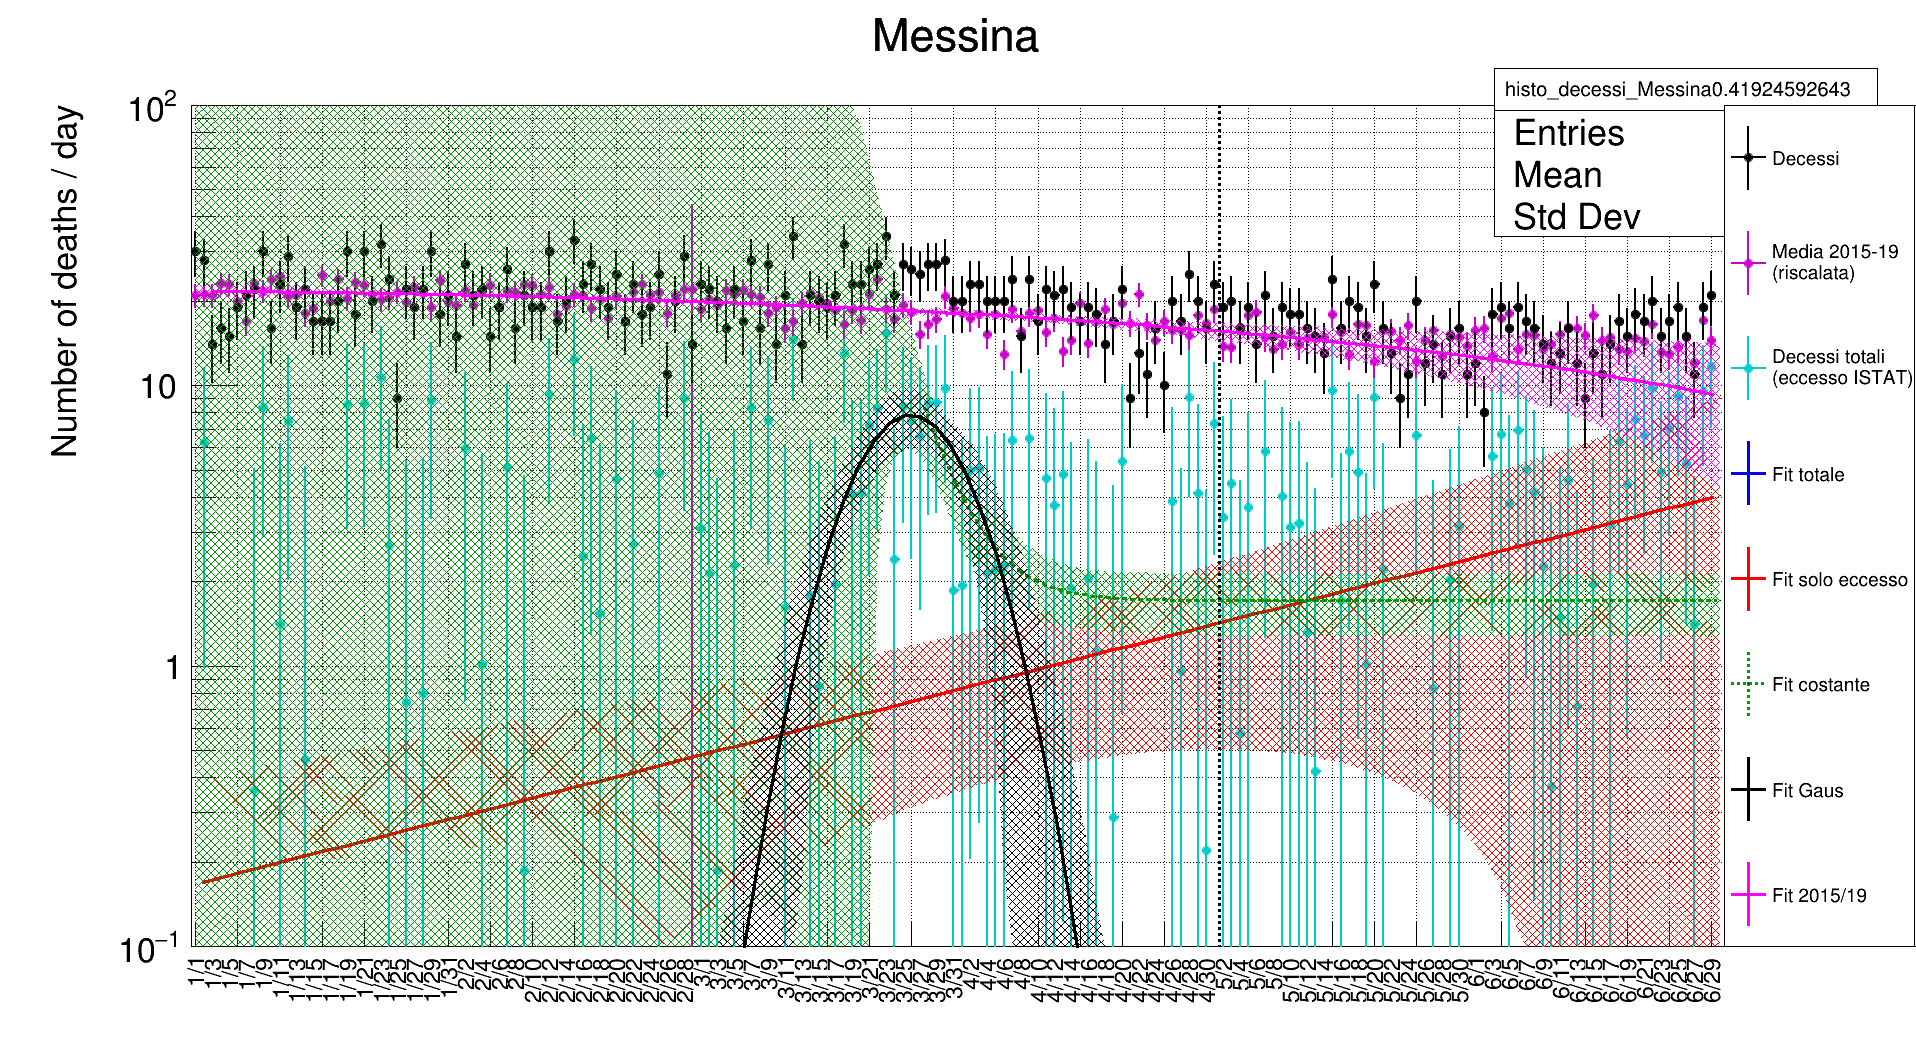 Messina
histo_decessi_Messina0.41924592643
Entries
Mean
Std Dev
Number of deaths / day
10²
10
1
10⁻¹
Decessi
Media 2015-19
(riscalata)
Decessi totali
(eccesso ISTAT)
Fit totale
Fit solo eccesso
Fit costante
Fit Gaus
Fit 2015/19
1/1 1/3 1/5 1/7 1/9 1/11 1/13 1/15 1/17 1/19 1/21 1/23 1/25 1/27 1/29 1/31 2/2 2/4 2/6 2/8 2/10 2/12 2/14 2/16 2/18 2/20 2/22 2/24 2/26 2/28 3/1 3/3 3/5 3/7 3/9 3/11 3/13 3/15 3/17 3/19 3/21 3/23 3/25 3/27 3/29 3/31 4/2 4/4 4/6 4/8 4/10 4/12 4/14 4/16 4/18 4/20 4/22 4/24 4/26 4/28 4/30 5/2 5/4 5/6 5/8 5/10 5/12 5/14 5/16 5/18 5/20 5/22 5/24 5/26 5/28 5/30 6/1 6/3 6/5 6/7 6/9 6/11 6/13 6/15 6/17 6/19 6/21 6/23 6/25 6/27 6/29